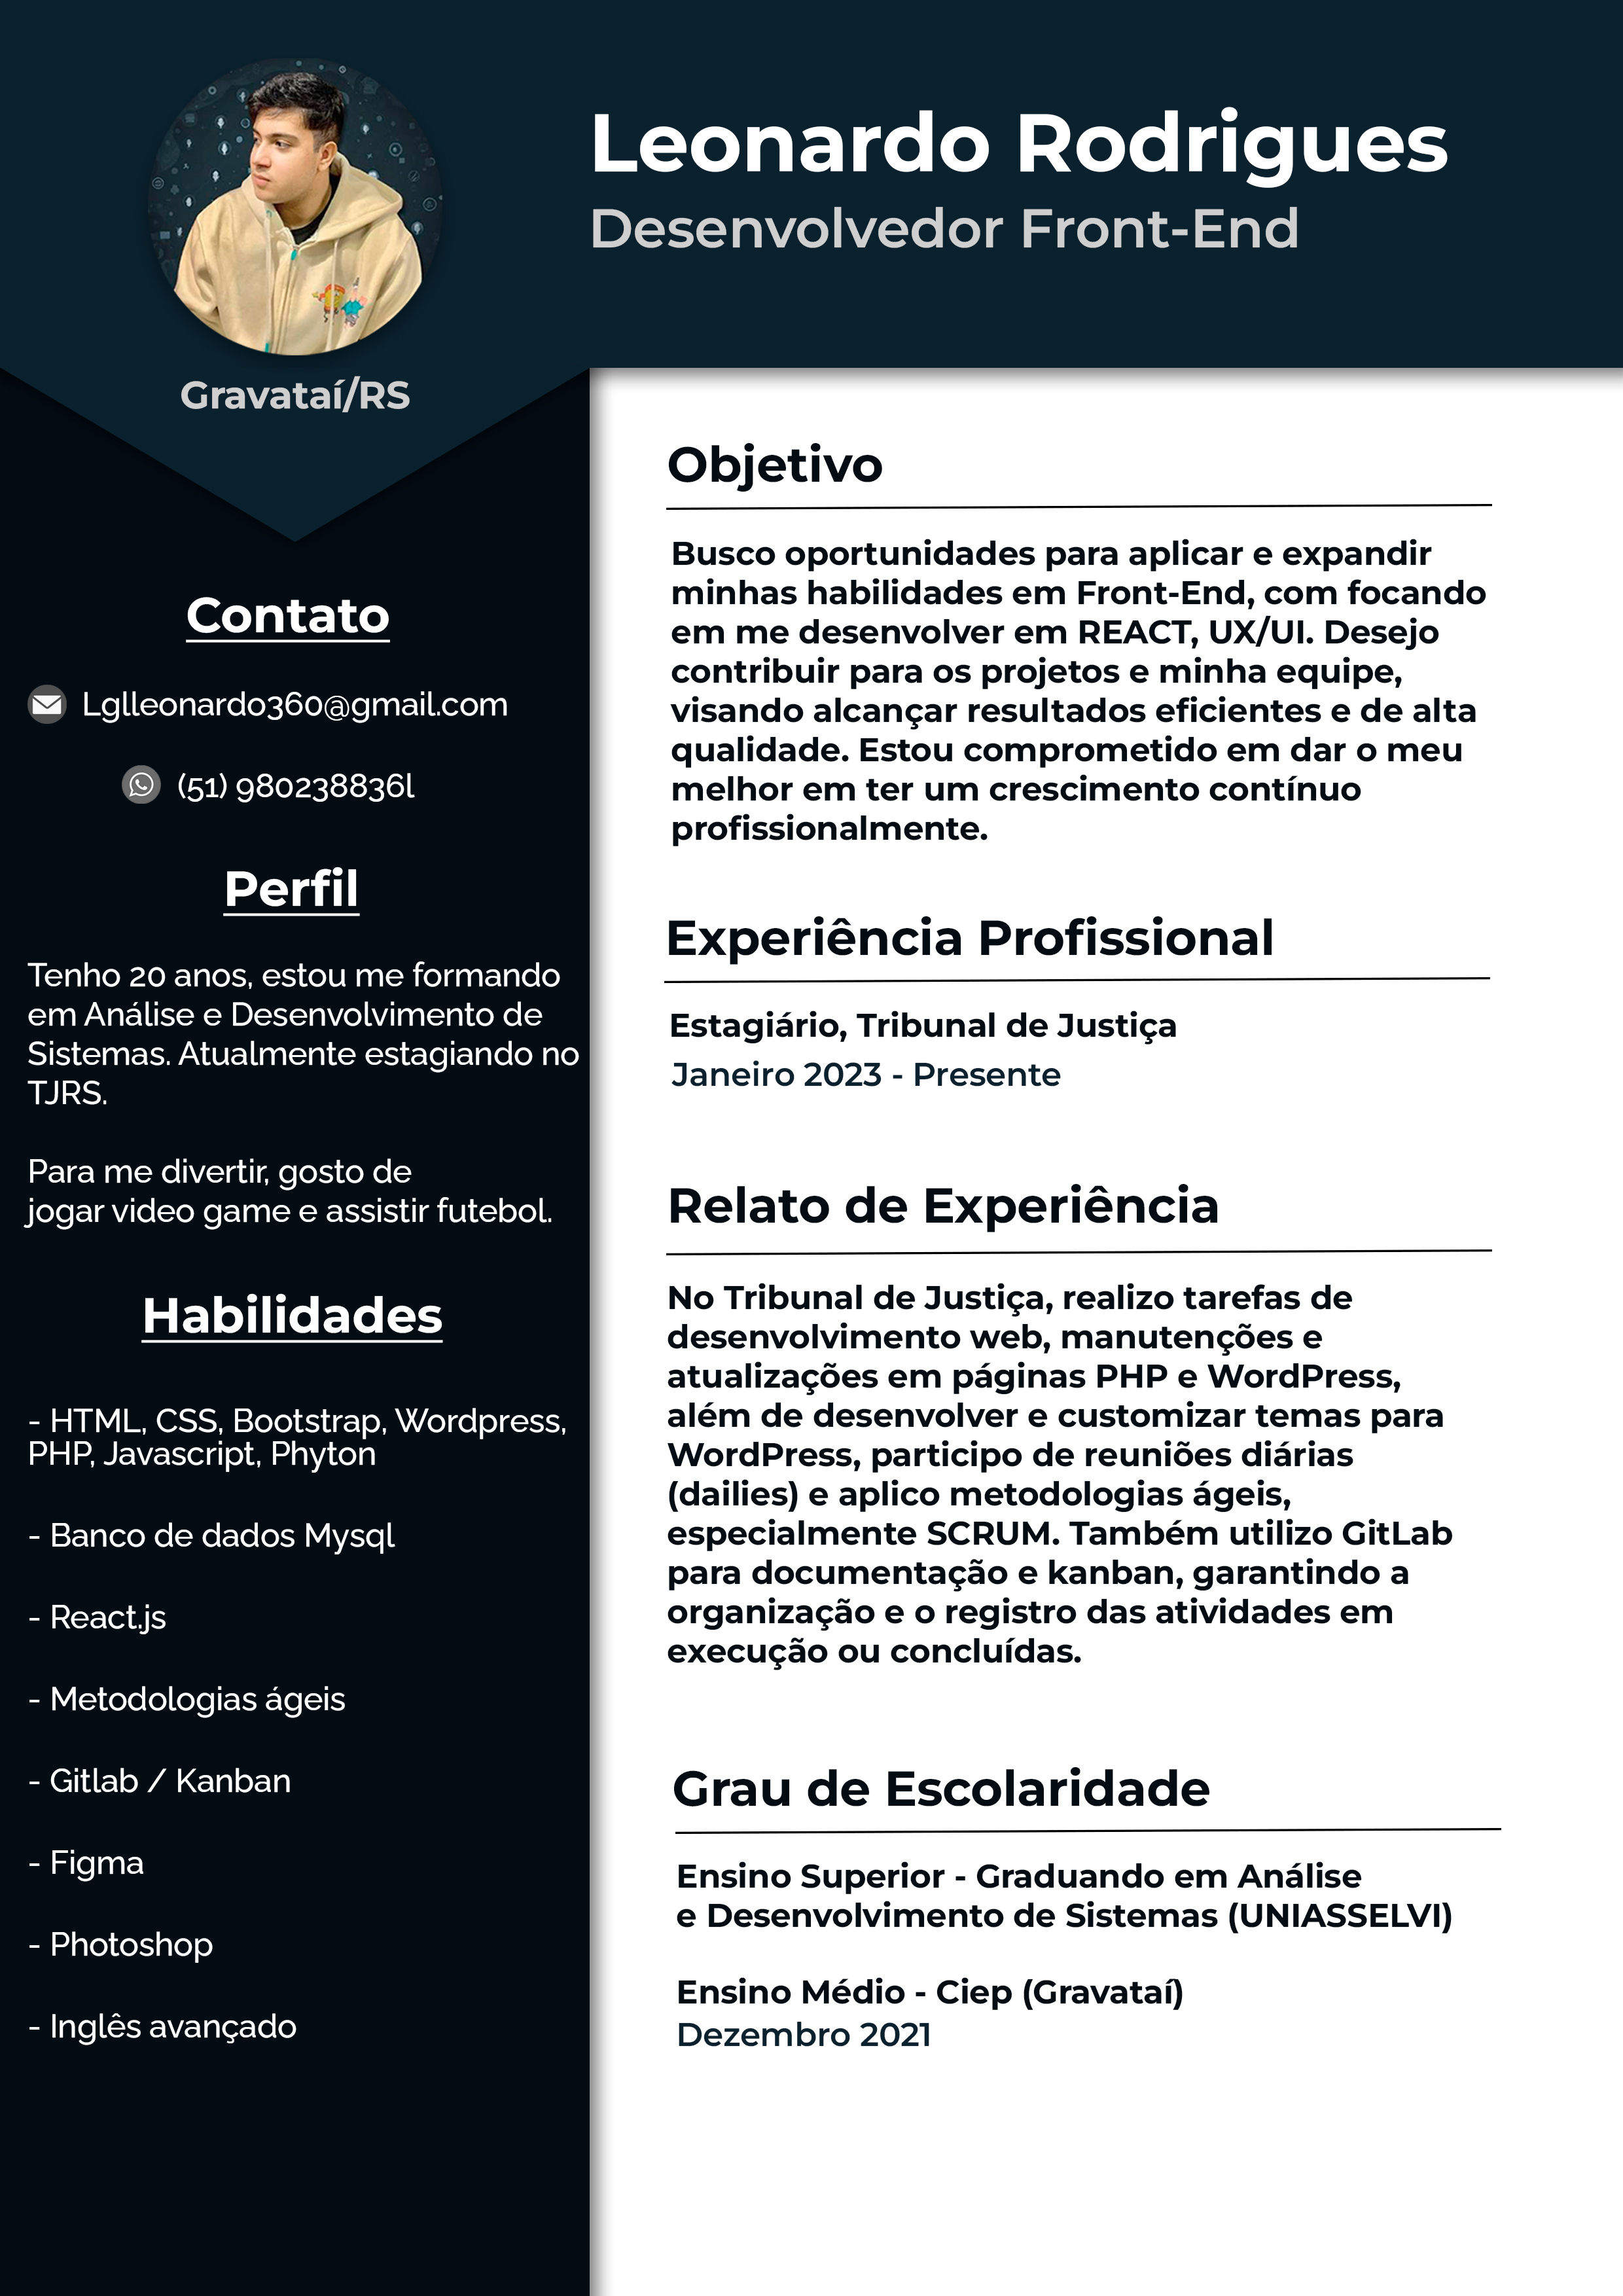 Leonardo Rodrigues
Desenvolvedor Front-End
Gravataí/RS
Contato
Lglleonardo360@gmail.com
(51) 980238836l
Perfil
Tenho 20 anos, estou me formando
em Análise e Desenvolvimento de
Sistemas. Atualmente estagiando no
TJRS.
Para me divertir, gosto de
jogar video game e assistir futebol.
Habilidades
- HTML, CSS, Bootstrap, Wordpress,
PHP, Javascript, Phyton
- Banco de dados Mysql
- React.js
- Metodologias ágeis
- Gitlab / Kanban
- Figma
- Photoshop
- Inglês avançado
Objetivo
Busco oportunidades para aplicar e expandir
minhas habilidades em Front-End, com focando
em me desenvolver em REACT, UX/UI. Desejo
contribuir para os projetos e minha equipe,
visando alcançar resultados eficientes e de alta
qualidade. Estou comprometido em dar o meu
melhor em ter um crescimento contínuo
profissionalmente.
Experiência Profissional
Estagiário, Tribunal de Justiça
Janeiro 2023 - Presente
Relato de Experiência
No Tribunal de Justiça, realizo tarefas de
desenvolvimento web, manutenções e
atualizações em páginas PHP e WordPress,
além de desenvolver e customizar temas para
WordPress, participo de reuniões diárias
(dailies) e aplico metodologias ágeis,
especialmente SCRUM. Também utilizo GitLab
para documentação e kanban, garantindo a
organização e o registro das atividades em
execução ou concluídas.
Grau de Escolaridade
Ensino Superior - Graduando em Análise
e Desenvolvimento de Sistemas (UNIASSELVI)
Ensino Médio - Ciep (Gravataí)
Dezembro 2021